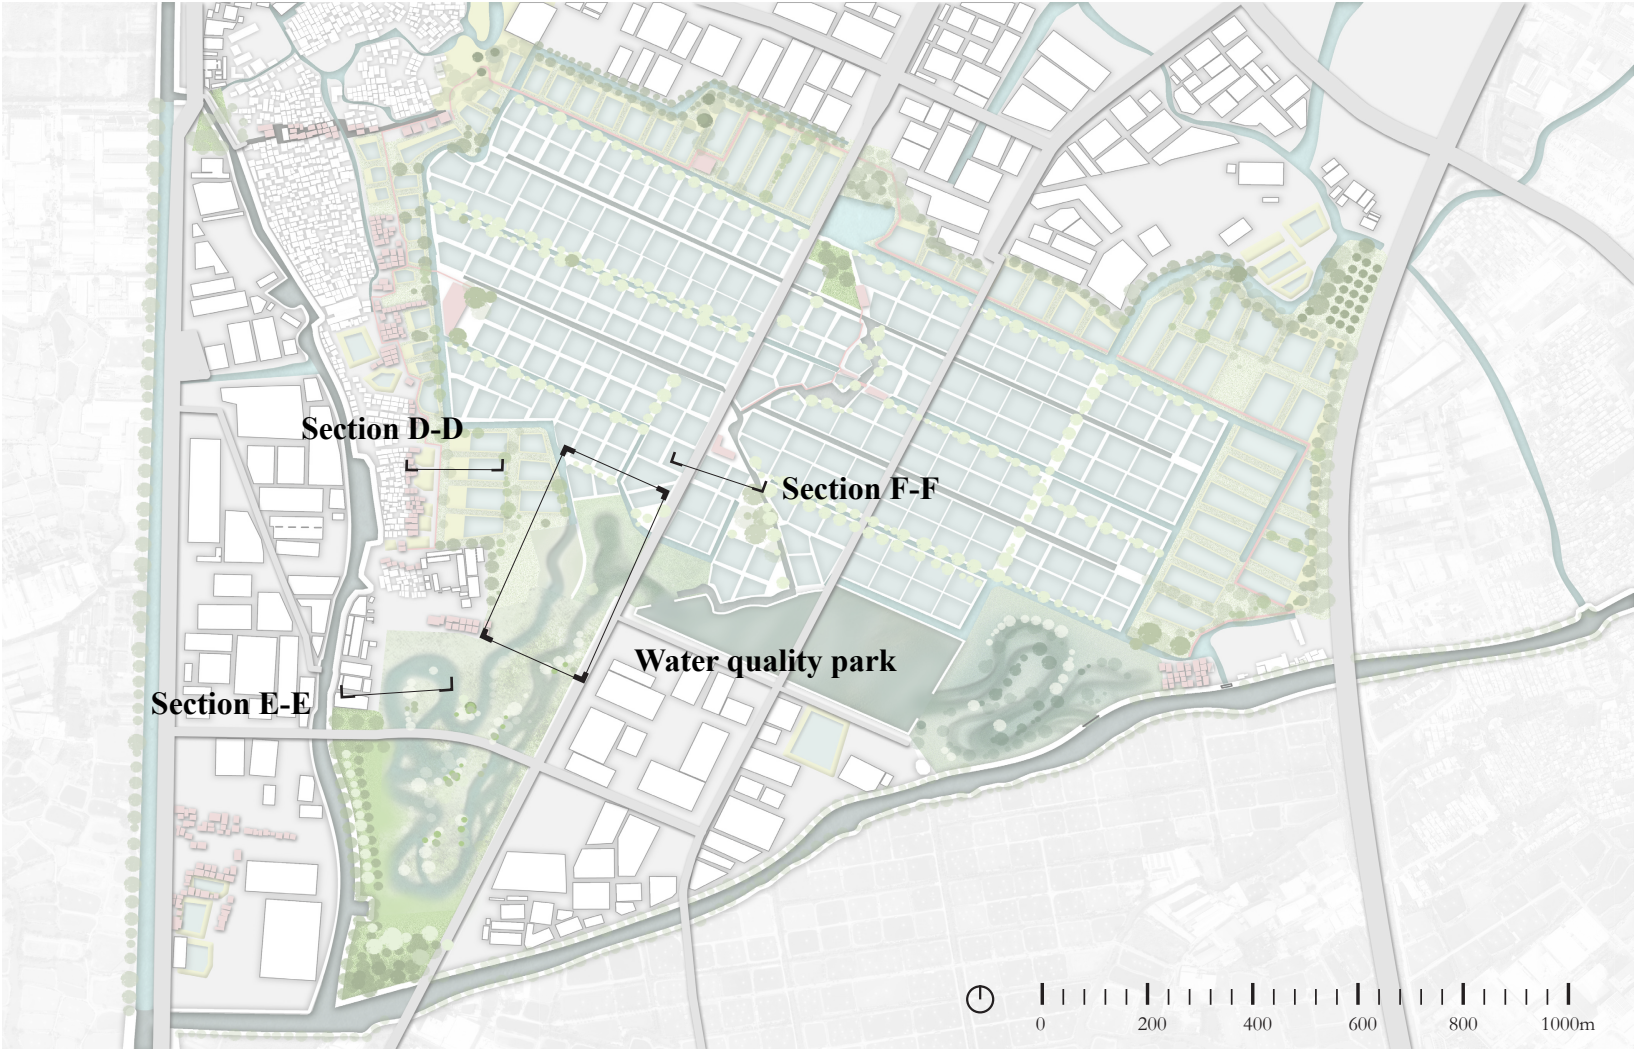 Section D-D
Section F-F
Water quality park
Section E-E
0 200 400 600 800 1000m